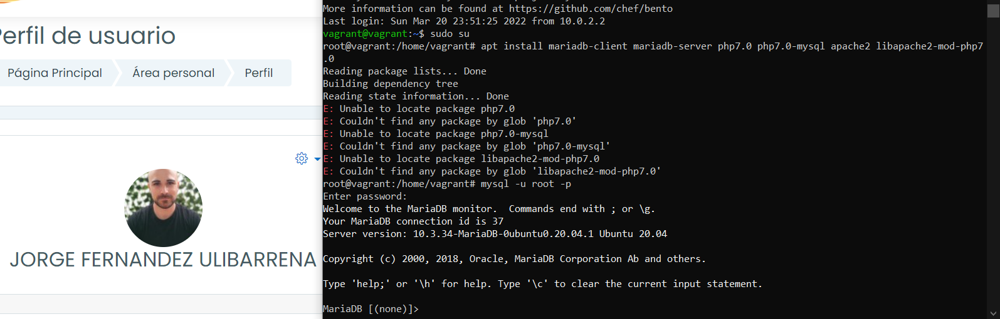 Perfil de usuario
Página Principal
Área personal
Perfil
JORGE FERNANDEZ ULIBARRENA
More information can be found at https://github.com/chef/bento
Last login: Sun Mar 20 23:51:25 2022 from 10.0.2.2
vagrant@vagrant:~$ sudo su
root@vagrant:/home/vagrant# apt install mariadb-client mariadb-server php7.0 php7.0-mysql apache2 libapache2-mod-php7
.0
Reading package lists... Done
Building dependency tree
Reading state information... Done
E: Unable to locate package php7.0
E: Couldn't find any package by glob 'php7.0'
E: Unable to locate package php7.0-mysql
E: Couldn't find any package by glob 'php7.0-mysql'
E: Unable to locate package libapache2-mod-php7.0
E: Couldn't find any package by glob 'libapache2-mod-php7.0'
root@vagrant:/home/vagrant# mysql -u root -p
Enter password:
Welcome to the MariaDB monitor.  Commands end with ; or \g.
Your MariaDB connection id is 37
Server version: 10.3.34-MariaDB-0ubuntu0.20.04.1 Ubuntu 20.04
Copyright (c) 2000, 2018, Oracle, MariaDB Corporation Ab and others.
Type 'help;' or '\h' for help. Type '\c' to clear the current input statement.
MariaDB [(none)]>